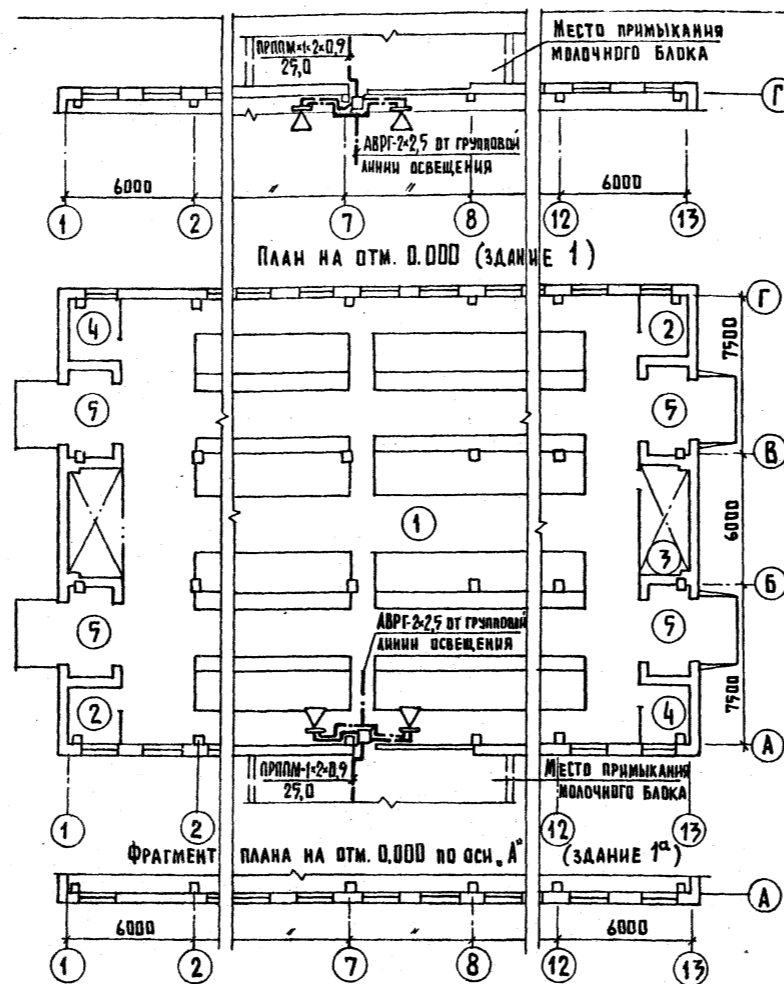 ПРППМ-1×2×0,9
25,0
Место примыкания
молочного блока
Г
АВРГ-2×2,5 от групповой
линии освещения
6000
〃
〃
6000
1
2
7
8
12
13
План на отм. 0.000 (здание 1)
4
2
Г
7500
5
5
В
1
6000
3
Б
5
АВРГ-2×2,5 от групповой
линии освещения
5
7500
2
4
А
ПРППМ-1×2×0,9
25,0
Место примыкания
молочного блока
1
2
12
13
Фрагмент плана на отм. 0.000 по оси „А" (здание 1а)
А
6000
〃
〃
6000
1
2
7
8
12
13